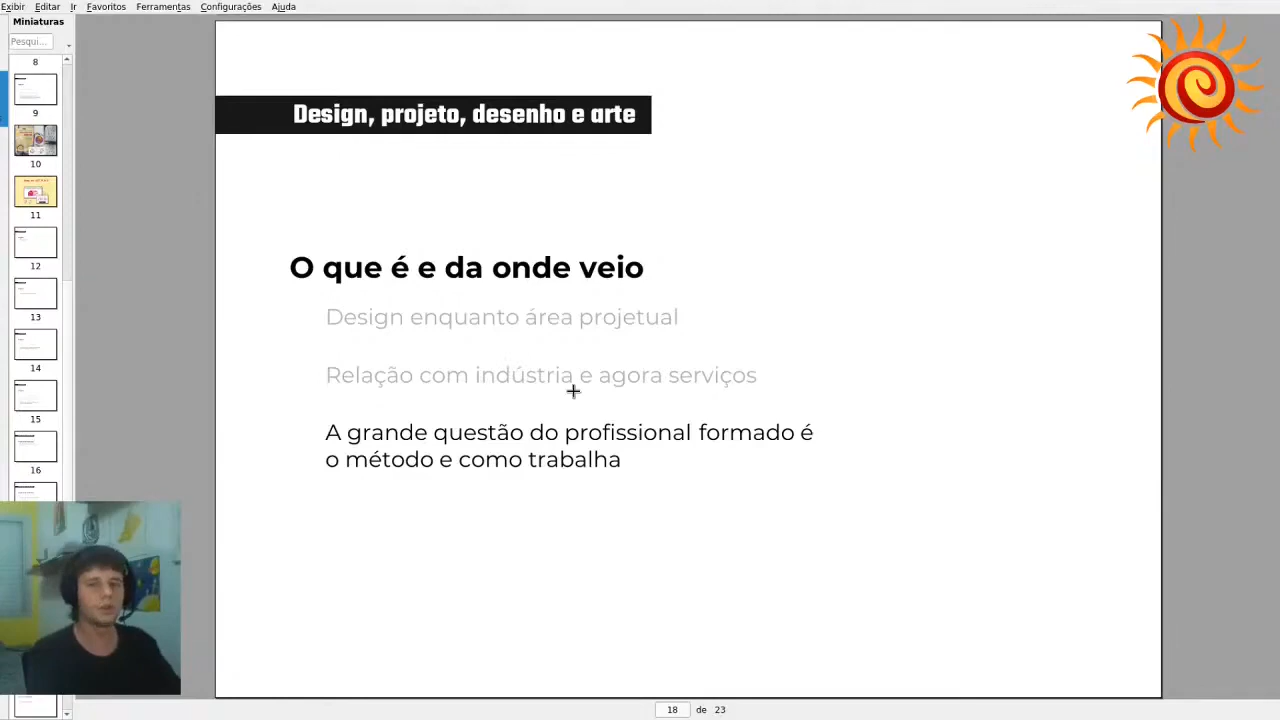 Exibir Editar Ir Favoritos Ferramentas Configurações Ajuda
Miniaturas
Pesqui...
8
9
10
11
12
13
14
15
16
Design, projeto, desenho e arte
O que é e da onde veio
Design enquanto área projetual
Relação com indústria e agora serviços
A grande questão do profissional formado é
o método e como trabalha
18 de 23